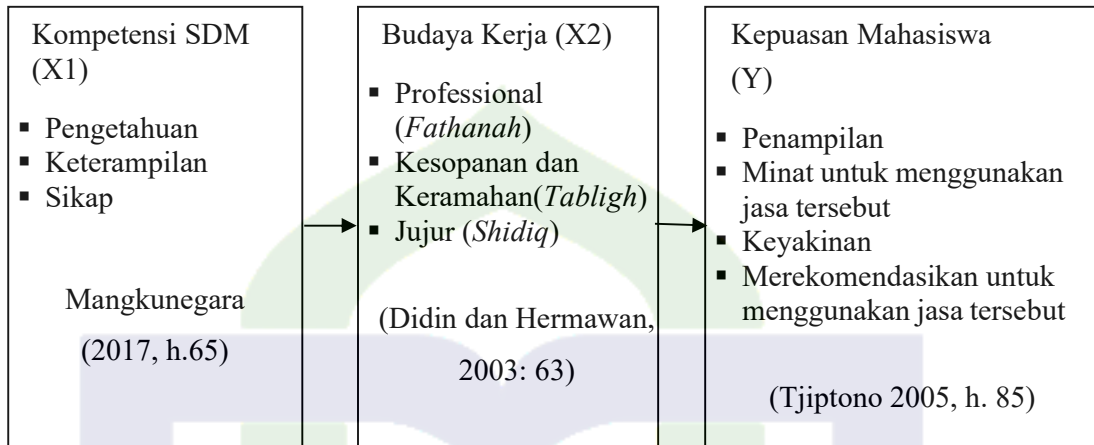 Kompetensi SDM
(X1)
▪ Pengetahuan
▪ Keterampilan
▪ Sikap
Mangkunegara
(2017, h.65)
Budaya Kerja (X2)
▪ Professional
(Fathanah)
▪ Kesopanan dan
Keramahan(Tabligh)
▪ Jujur (Shidiq)
(Didin dan Hermawan,
2003: 63)
Kepuasan Mahasiswa
(Y)
▪ Penampilan
▪ Minat untuk menggunakan
jasa tersebut
▪ Keyakinan
▪ Merekomendasikan untuk
menggunakan jasa tersebut
(Tjiptono 2005, h. 85)